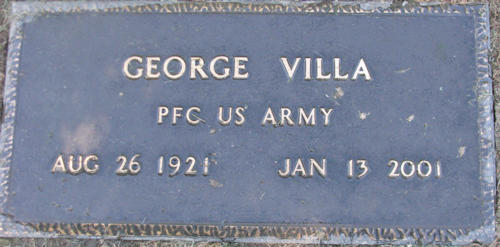 GEORGE VILLA
PFC US ARMY
AUG 26 1921 JAN 13 2001